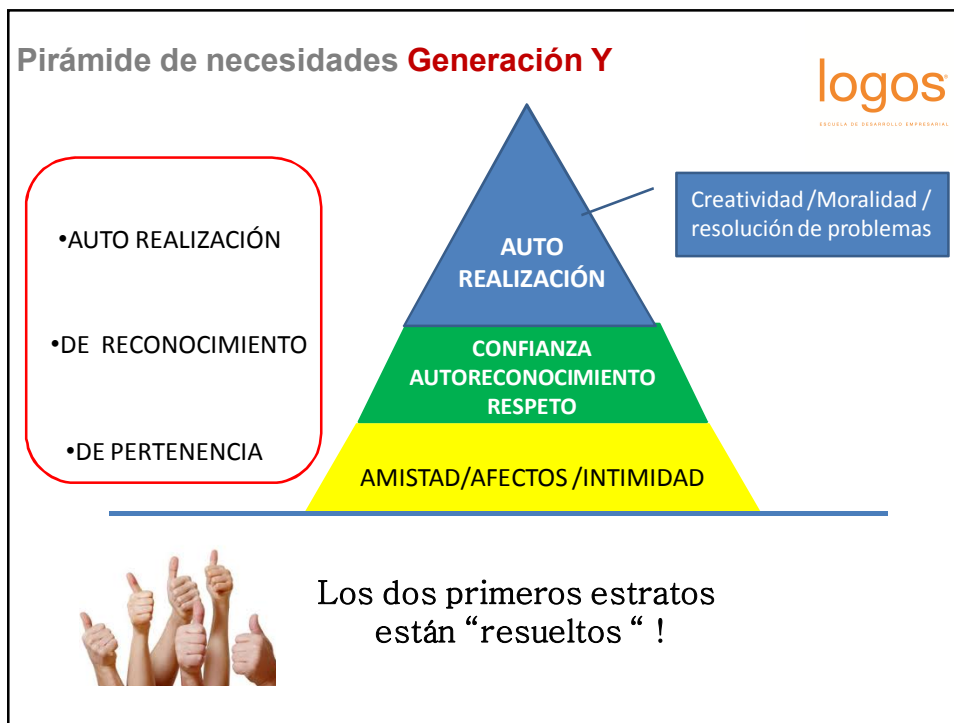 Pirámide de necesidades Generación Y
logos
ESCUELA DE DESARROLLO EMPRESARIAL
•AUTO REALIZACIÓN
•DE RECONOCIMIENTO
•DE PERTENENCIA
AUTO
REALIZACIÓN
CONFIANZA
AUTORECONOCIMIENTO
RESPETO
AMISTAD/AFECTOS /INTIMIDAD
Creatividad /Moralidad /
resolución de problemas
Los dos primeros estratos
están “resueltos “ !